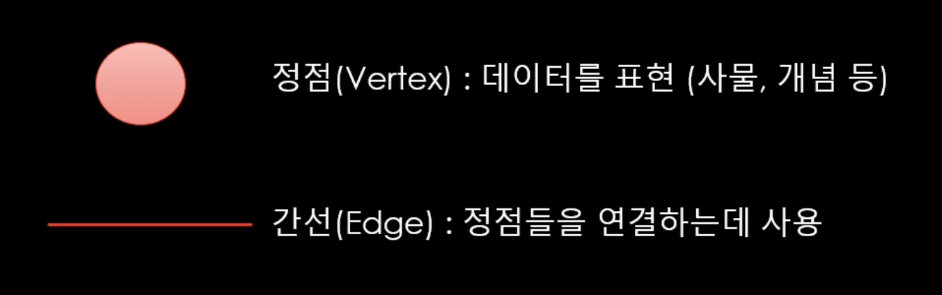 정점(Vertex) : 데이터를 표현 (사물, 개념 등)
간선(Edge) : 정점들을 연결하는데 사용